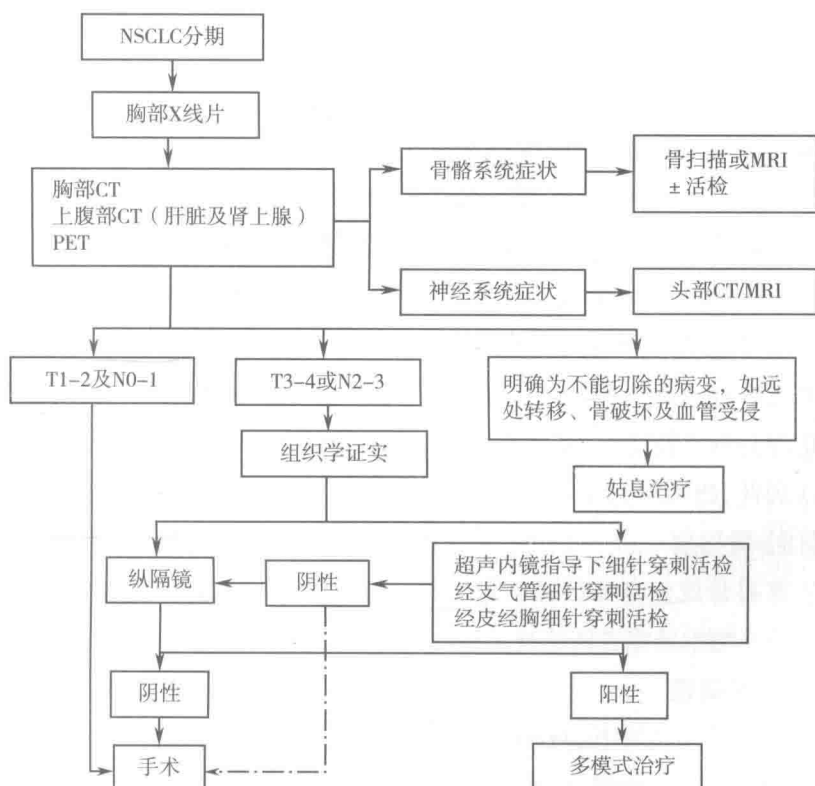 NSCLC分期
胸部X线片
胸部CT
上腹部CT（肝脏及肾上腺）
PET
骨骼系统症状
骨扫描或MRI
±活检
神经系统症状
头部CT/MRI
T1-2及N0-1
T3-4或N2-3
明确为不能切除的病变，如远
处转移、骨破坏及血管受侵
组织学证实
姑息治疗
纵隔镜
阴性
超声内镜指导下细针穿刺活检
经支气管细针穿刺活检
经皮经胸细针穿刺活检
阴性
阳性
手术
多模式治疗